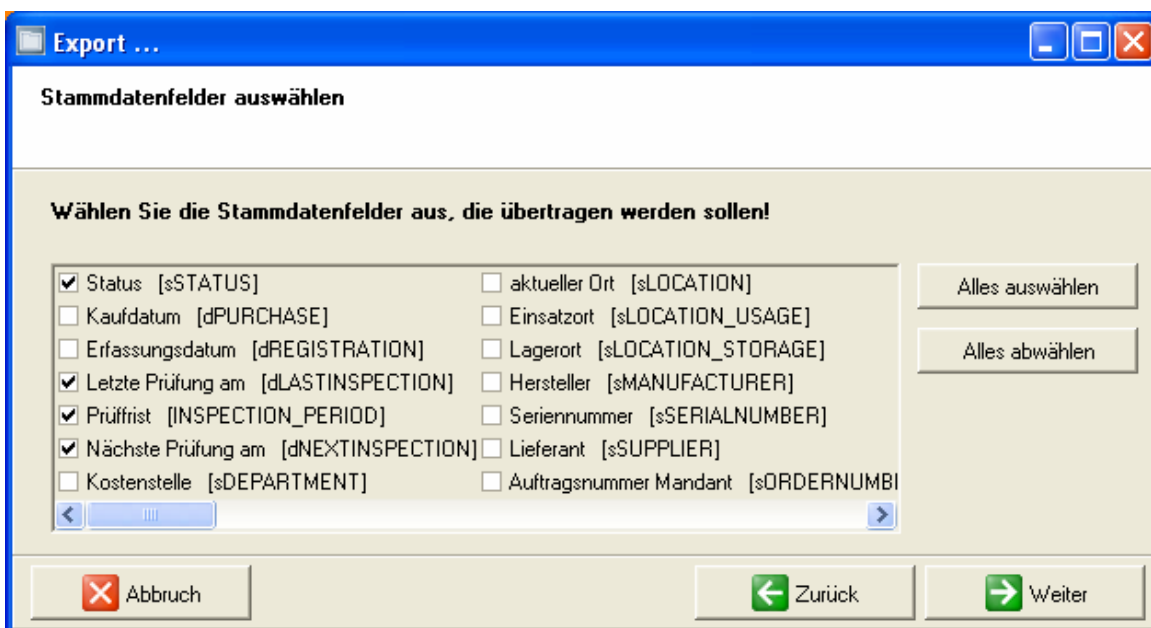 Export ...
Stammdatenfelder auswählen
Wählen Sie die Stammdatenfelder aus, die übertragen werden sollen!
Status [sSTATUS]
Kaufdatum [dPURCHASE]
Erfassungsdatum [dREGISTRATION]
Letzte Prüfung am [dLASTINSPECTION]
Prüffrist [INSPECTION_PERIOD]
Nächste Prüfung am [dNEXTINSPECTION]
Kostenstelle [sDEPARTMENT]
aktueller Ort [sLOCATION]
Einsatzort [sLOCATION_USAGE]
Lagerort [sLOCATION_STORAGE]
Hersteller [sMANUFACTURER]
Seriennummer [sSERIALNUMBER]
Lieferant [sSUPPLIER]
Auftragsnummer Mandant [sORDERNUMBI
Alles auswählen
Alles abwählen
Abbruch
Zurück
Weiter